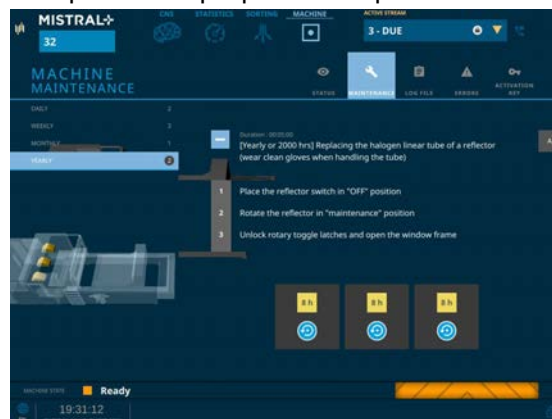 MISTRAL+
32
CNS
STATISTICS
SORTING
MACHINE
ACTIVE STREAM
3 - DUE
MACHINE
MAINTENANCE
STATUS
MAINTENANCE
LOG FILE
ERRORS
ACTIVATION
KEY
DAILY 2
WEEKLY 3
MONTHLY 1
YEARLY 2
Duration : 00:05:00
[Yearly or 2000 hrs] Replacing the halogen linear tube of a reflector
(wear clean gloves when handling the tube)
1 Place the reflector switch in "OFF" position
2 Rotate the reflector in "maintenance" position
3 Unlock rotary toggle latches and open the window frame
8 h
8 h
8 h
MACHINE STATE
Ready
19:31:12